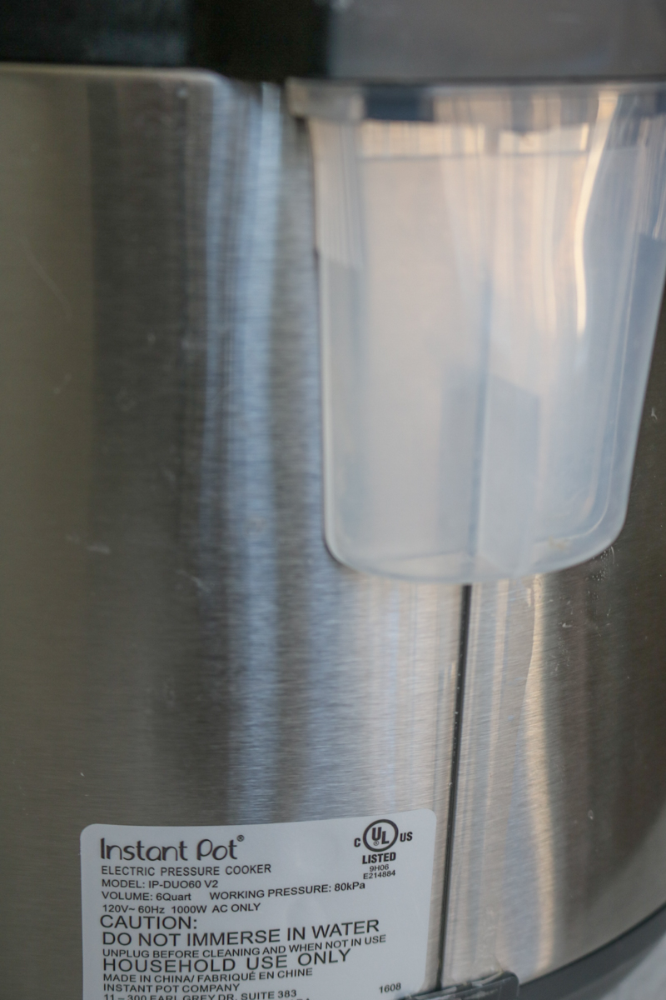 Instant Pot®
ELECTRIC PRESSURE COOKER
MODEL: IP-DUO60 V2
VOLUME: 6Quart WORKING PRESSURE: 80kPa
120V~ 60Hz 1000W AC ONLY
C UL US
LISTED
9H06
E214884
CAUTION:
DO NOT IMMERSE IN WATER
UNPLUG BEFORE CLEANING AND WHEN NOT IN USE
HOUSEHOLD USE ONLY
MADE IN CHINA/ FABRIQUÉ EN CHINE
INSTANT POT COMPANY
11 – 300 EARL GREY DR. SUITE 383
1608